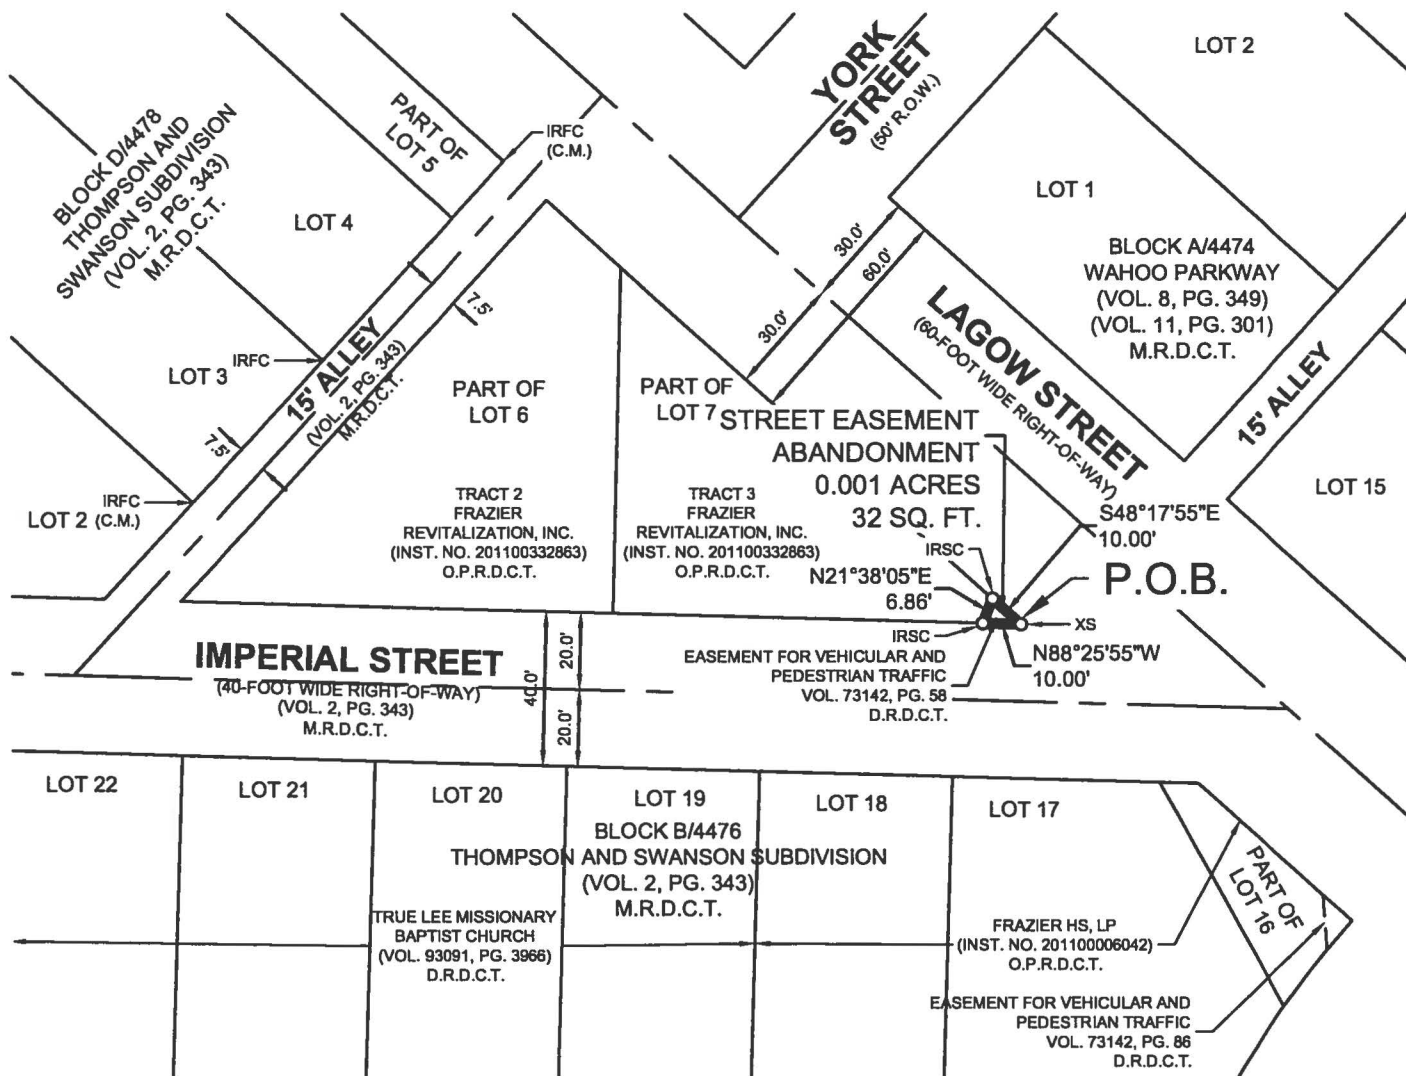 LOT 2
YORK
STREET
(50' R.O.W.)
BLOCK D/4478
THOMPSON AND
SWANSON SUBDIVISION
(VOL. 2, PG. 343)
M.R.D.C.T.
PART OF
LOT 5
IRFC
(C.M.)
LOT 4
LOT 1
BLOCK A/4474
WAHOO PARKWAY
(VOL. 8, PG. 349)
(VOL. 11, PG. 301)
M.R.D.C.T.
30.0'
60.0'
30.0'
LAGOW STREET
(60-FOOT WIDE RIGHT-OF-WAY)
15' ALLEY
7.5'
15' ALLEY
(VOL. 2, PG. 343)
M.R.D.C.T.
IRFC
LOT 3
7.5'
PART OF
LOT 6
PART OF
LOT 7
STREET EASEMENT
ABANDONMENT
0.001 ACRES
32 SQ. FT.
LOT 15
IRFC
(C.M.)
LOT 2
TRACT 2
FRAZIER
REVITALIZATION, INC.
(INST. NO. 201100332863)
O.P.R.D.C.T.
TRACT 3
FRAZIER
REVITALIZATION, INC.
(INST. NO. 201100332863)
O.P.R.D.C.T.
S48°17'55"E
10.00'
IRSC
N21°38'05"E
6.86'
P.O.B.
IRSC
XS
N88°25'55"W
10.00'
EASEMENT FOR VEHICULAR AND
PEDESTRIAN TRAFFIC
VOL. 73142, PG. 58
D.R.D.C.T.
IMPERIAL STREET
(40-FOOT WIDE RIGHT-OF-WAY)
(VOL. 2, PG. 343)
M.R.D.C.T.
40.0'
20.0'
20.0'
LOT 22
LOT 21
LOT 20
LOT 19
LOT 18
LOT 17
BLOCK B/4476
THOMPSON AND SWANSON SUBDIVISION
(VOL. 2, PG. 343)
M.R.D.C.T.
PART OF
LOT 16
TRUE LEE MISSIONARY
BAPTIST CHURCH
(VOL. 93091, PG. 3966)
D.R.D.C.T.
FRAZIER HS, LP
(INST. NO. 201100006042)
O.P.R.D.C.T.
EASEMENT FOR VEHICULAR AND
PEDESTRIAN TRAFFIC
VOL. 73142, PG. 86
D.R.D.C.T.